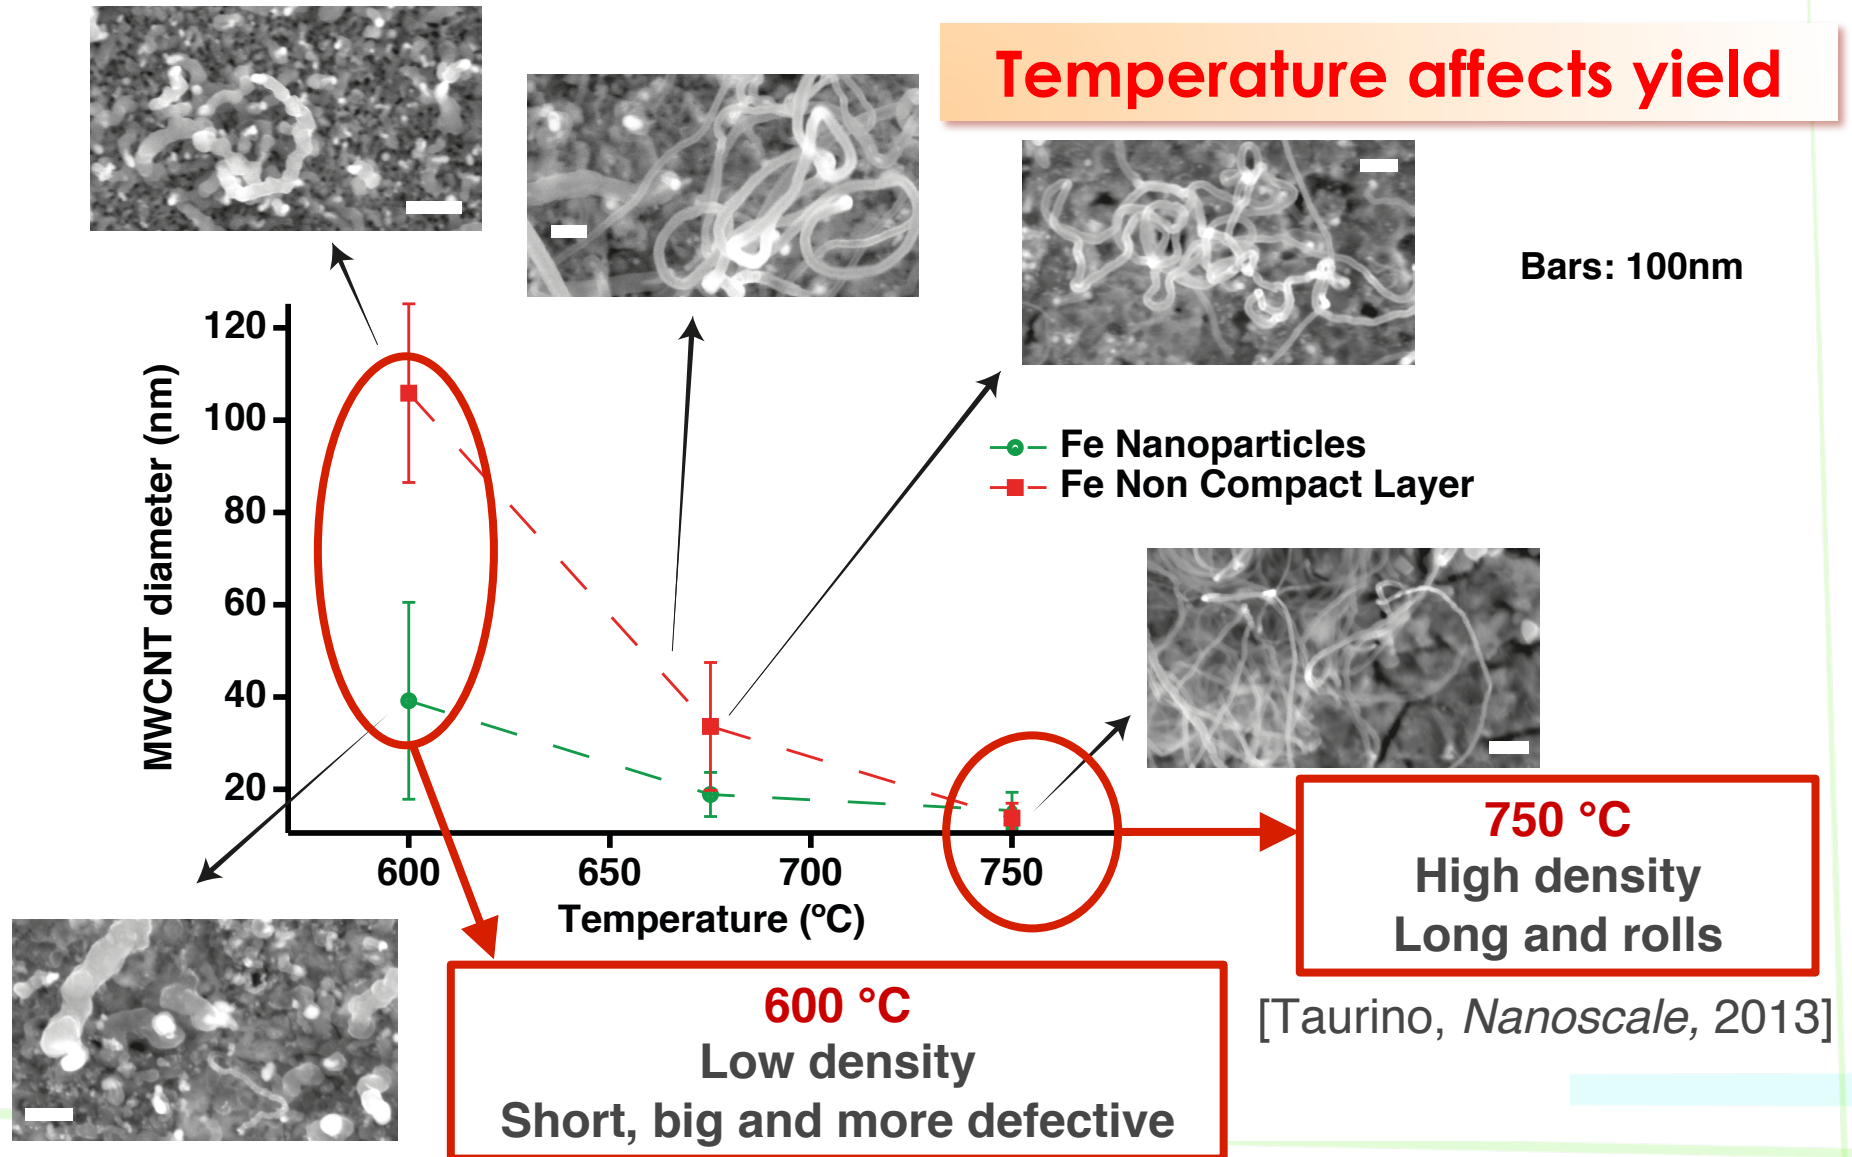 Temperature affects yield
Bars: 100nm
120
100
80
60
40
20
MWCNT diameter (nm)
Fe Nanoparticles
Fe Non Compact Layer
600
650
700
750
Temperature (ºC)
750 °C
High density
Long and rolls
600 °C
Low density
Short, big and more defective
[Taurino, Nanoscale, 2013]